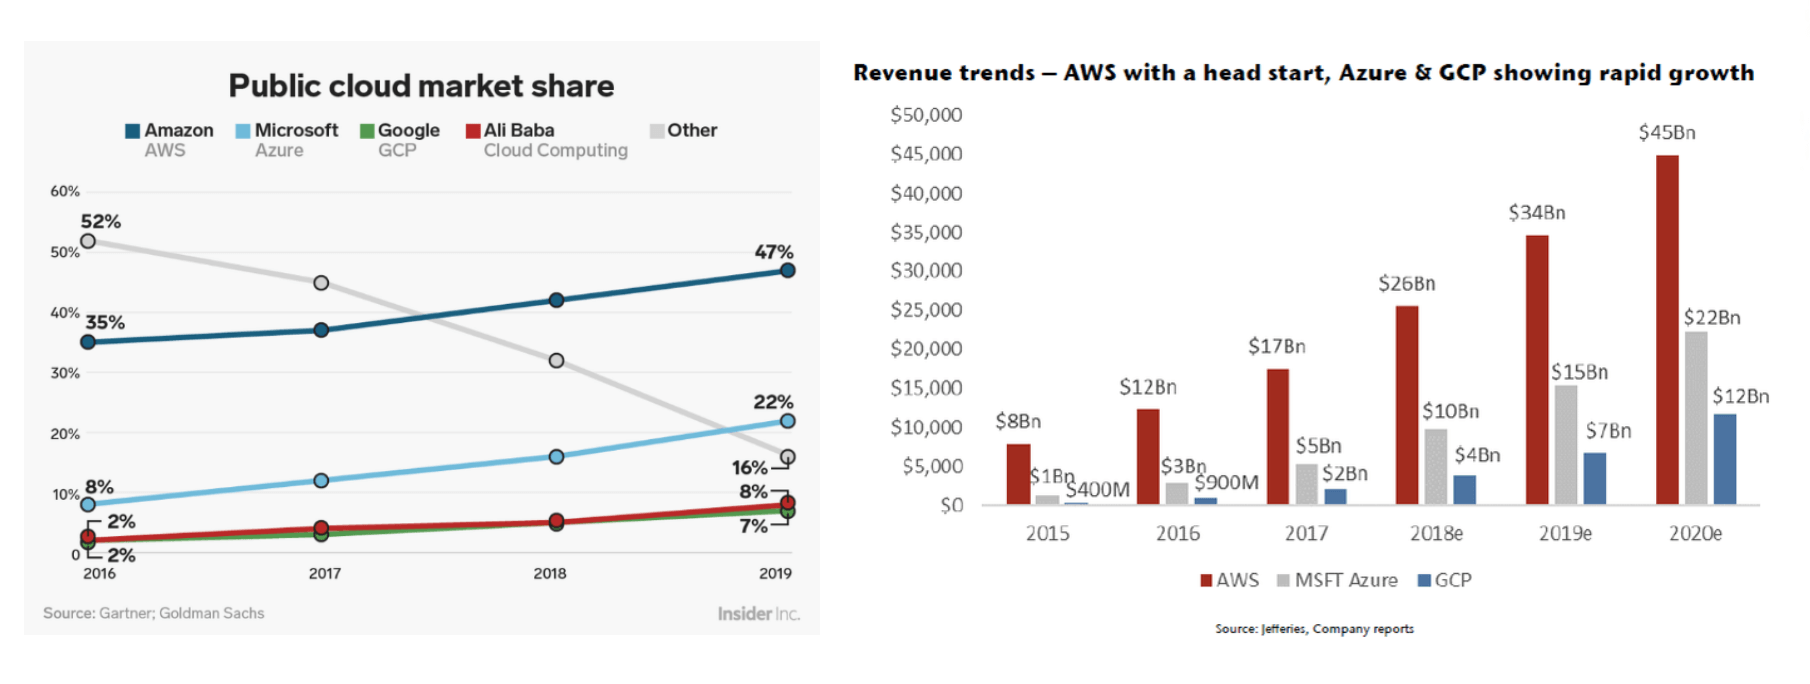 Public cloud market share
Amazon Microsoft Google Ali Baba Other
AWS Azure GCP Cloud Computing
60%
52%
50%
47%
40%
35%
30%
22%
20%
16%
10%
8%
8%
2%
7%
0
2%
2016 2017 2018 2019
Source: Gartner; Goldman Sachs
Insider Inc.
Revenue trends – AWS with a head start, Azure & GCP showing rapid growth
$50,000
$45,000
$40,000
$35,000
$30,000
$25,000
$20,000
$15,000
$10,000
$5,000
$0
$8Bn
$1Bn
$400M
$12Bn
$3Bn
$900M
$17Bn
$5Bn
$2Bn
$26Bn
$10Bn
$4Bn
$34Bn
$15Bn
$7Bn
$45Bn
$22Bn
$12Bn
2015 2016 2017 2018e 2019e 2020e
AWS MSFT Azure GCP
Source: Jefferies, Company reports